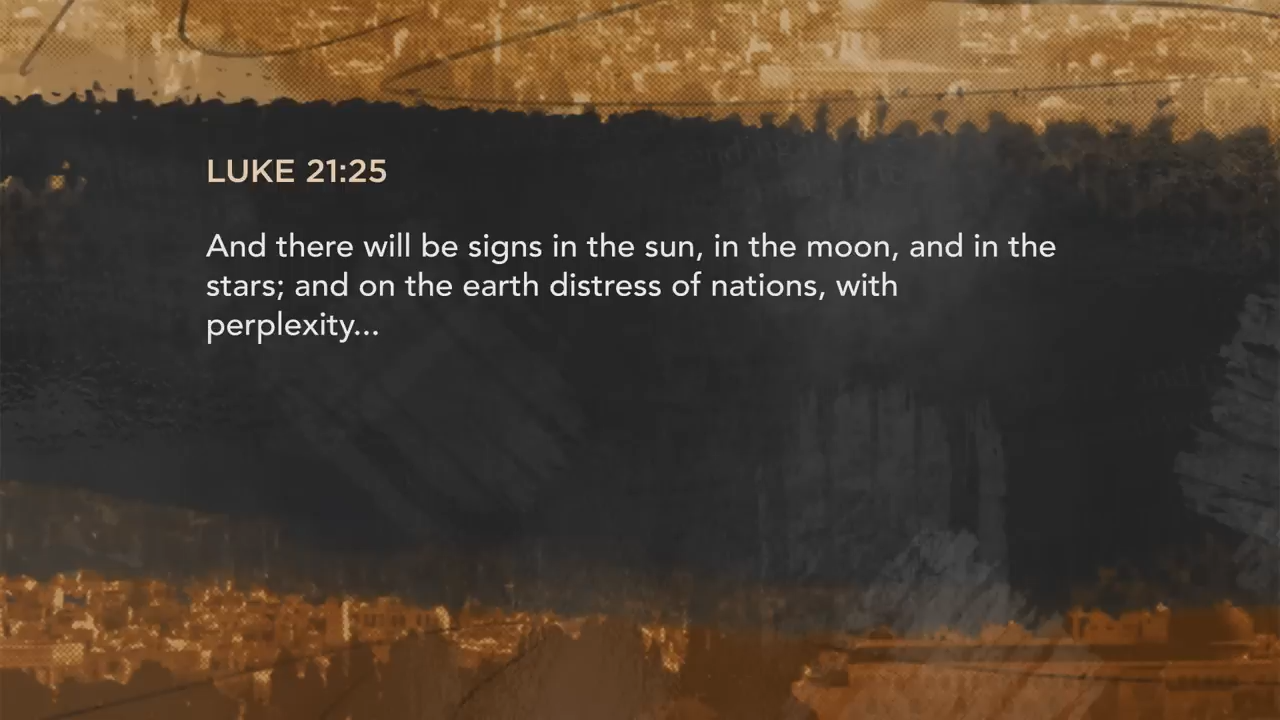 LUKE 21:25
And there will be signs in the sun, in the moon, and in the
stars; and on the earth distress of nations, with
perplexity...